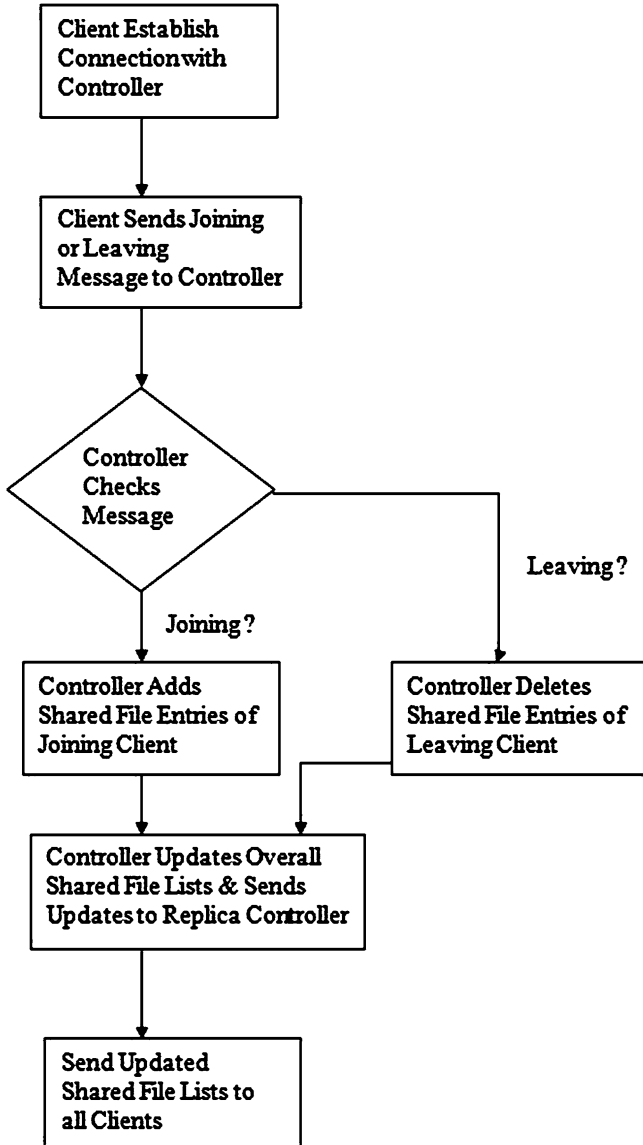 Client Establish
Connection with
Controller
Client Sends Joining
or Leaving
Message to Controller
Controller
Checks
Message
Leaving?
Joining?
Controller Adds
Shared File Entries of
Joining Client
Controller Deletes
Shared File Entries of
Leaving Client
Controller Updates Overall
Shared File Lists & Sends
Updates to Replica Controller
Send Updated
Shared File Lists to
all Clients